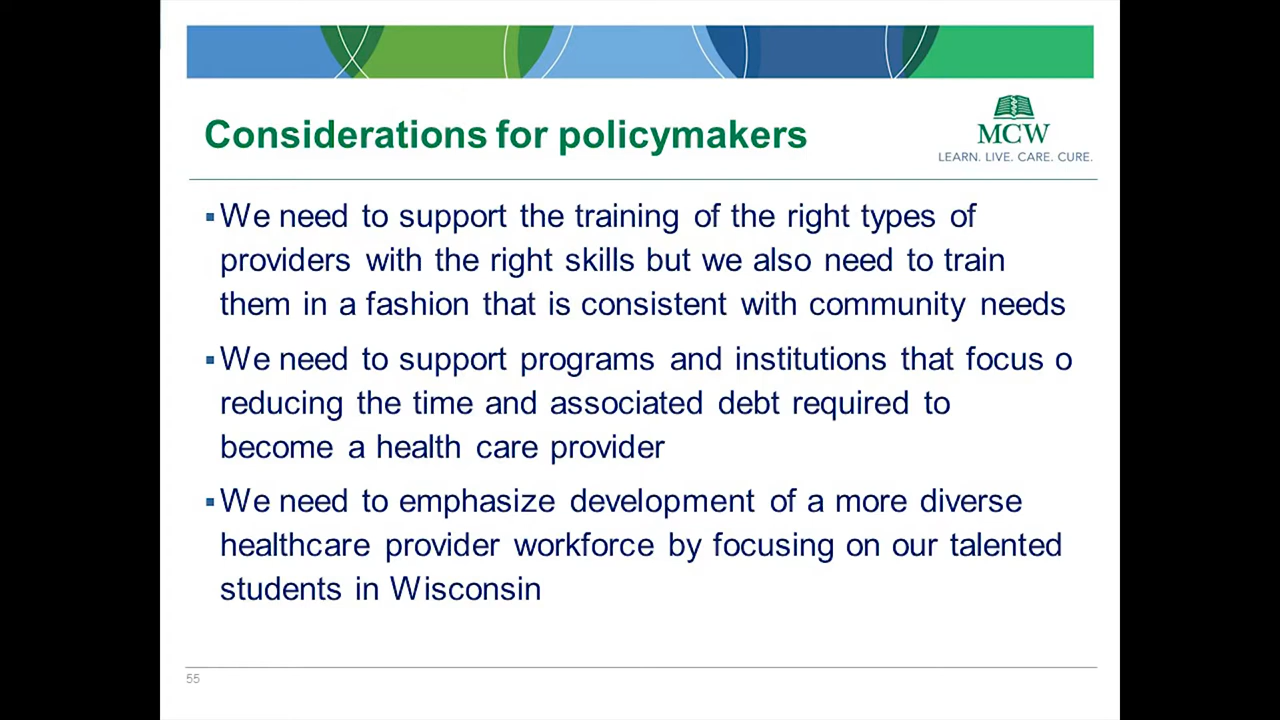 Considerations for policymakers
MCW
LEARN. LIVE. CARE. CURE.
We need to support the training of the right types of
providers with the right skills but we also need to train
them in a fashion that is consistent with community needs
We need to support programs and institutions that focus o
reducing the time and associated debt required to
become a health care provider
We need to emphasize development of a more diverse
healthcare provider workforce by focusing on our talented
students in Wisconsin
55